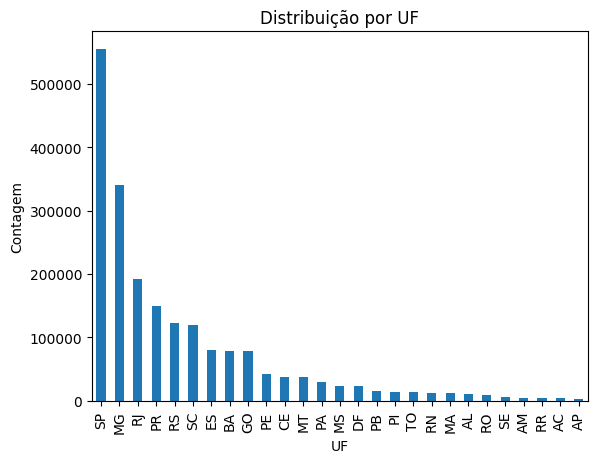 Distribuição por UF
Contagem
500000
400000
300000
200000
100000
0
SP MG RJ PR RS SC ES BA GO PE CE MT PA MS DF PB PI TO RN MA AL RO SE AM RR AC AP
UF